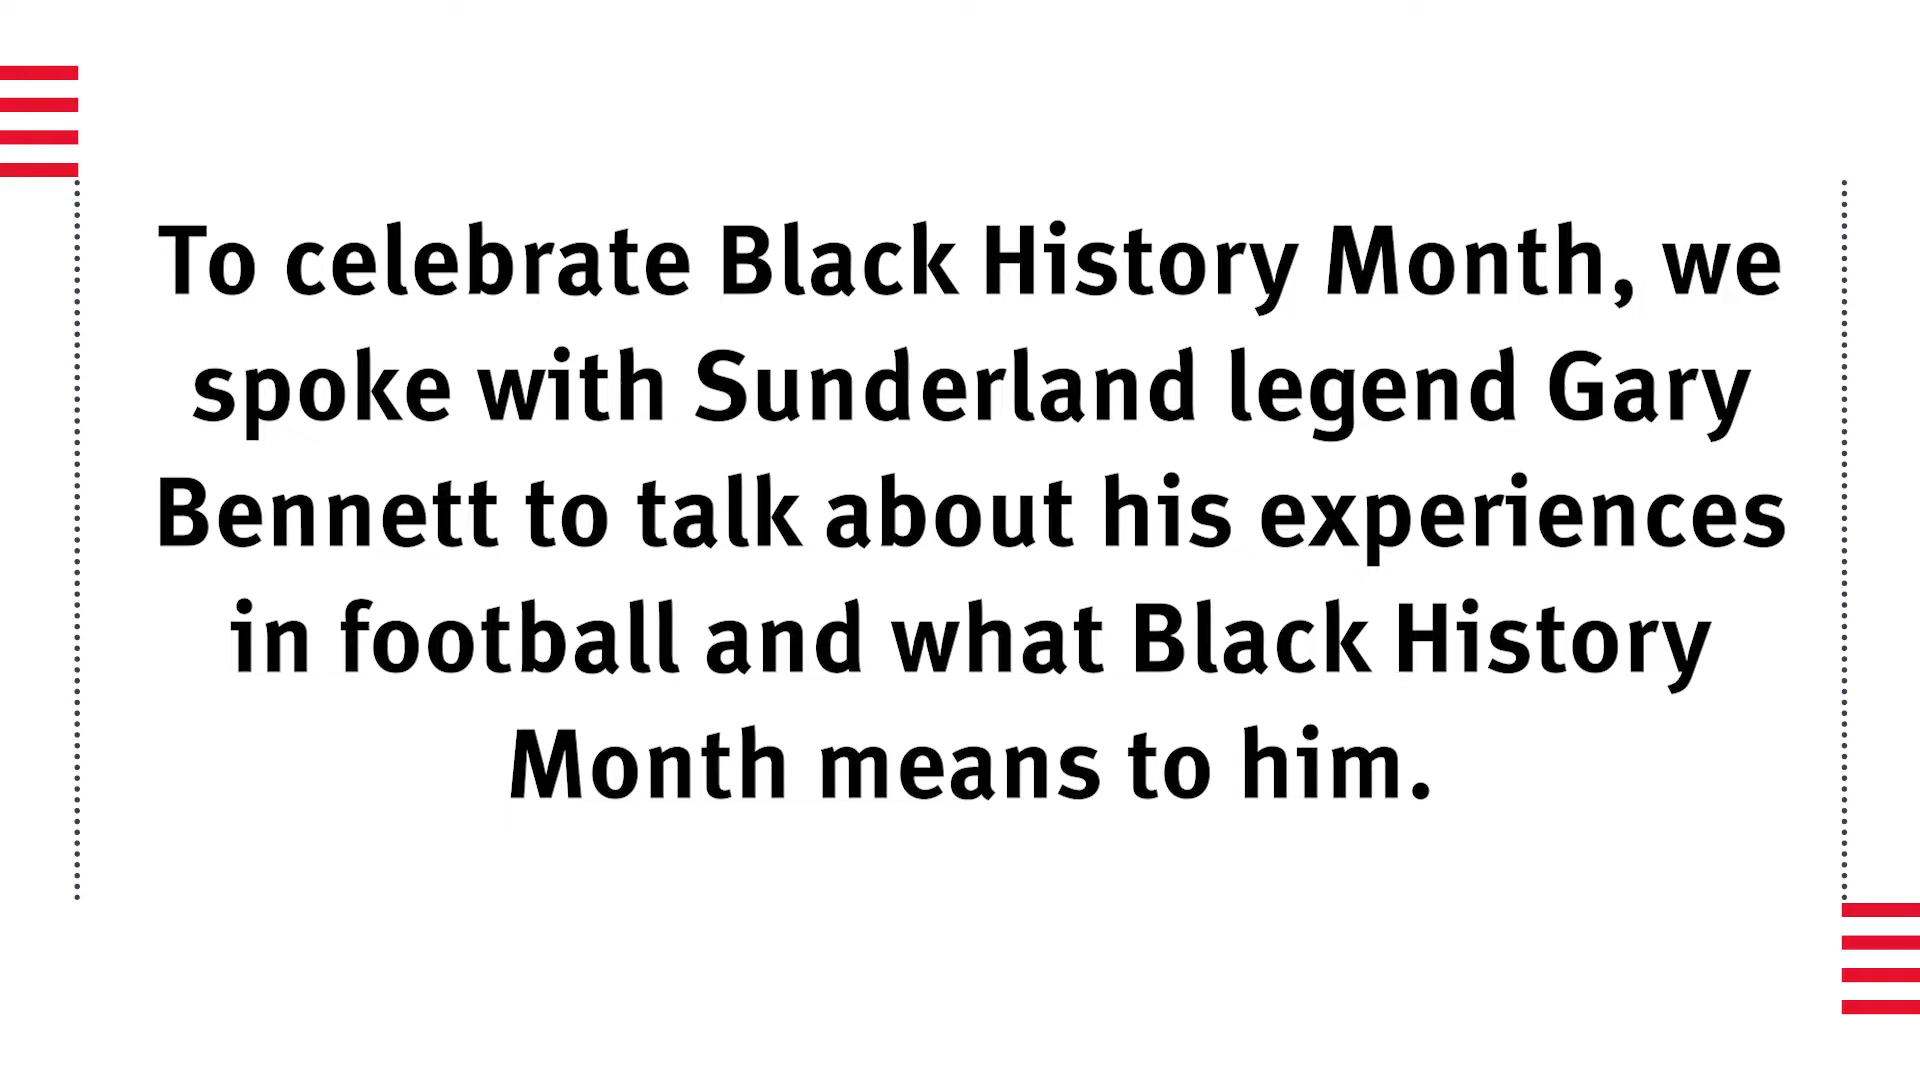 To celebrate Black History Month, we
spoke with Sunderland legend Gary
Bennett to talk about his experiences
in football and what Black History
Month means to him.